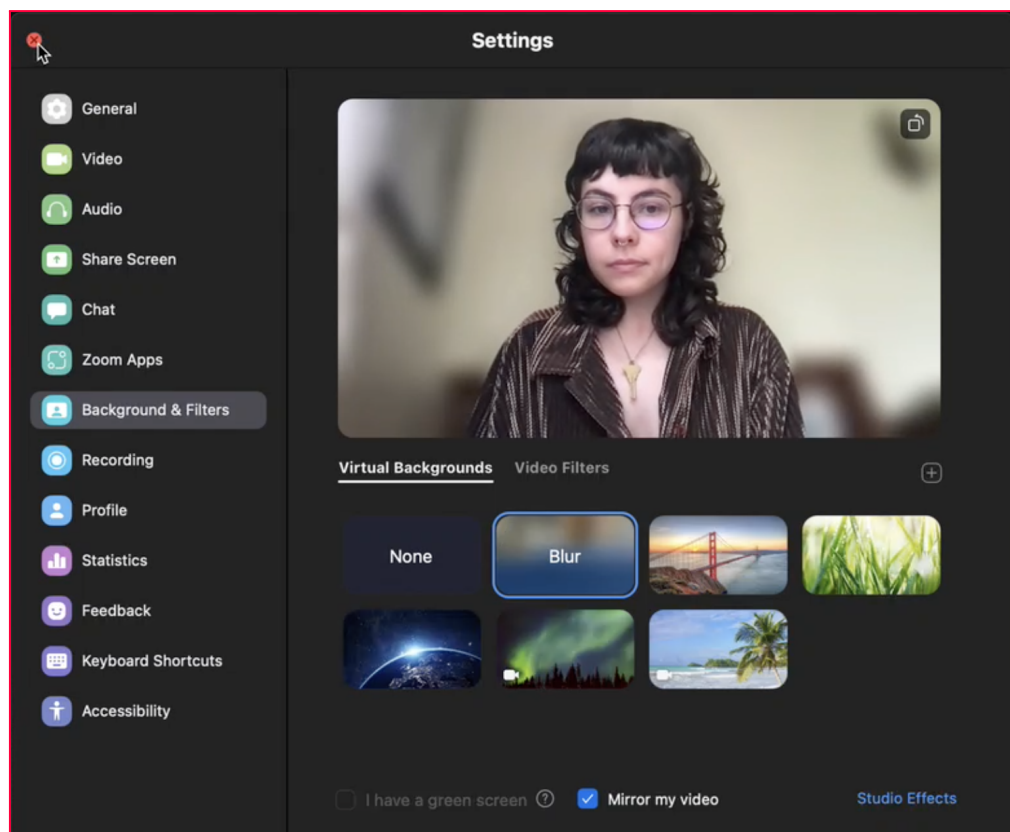 Settings
General
Video
Audio
Share Screen
Chat
Zoom Apps
Background & Filters
Recording
Profile
Statistics
Feedback
Keyboard Shortcuts
Accessibility
Virtual Backgrounds Video Filters
None Blur
I have a green screen ? Mirror my video Studio Effects